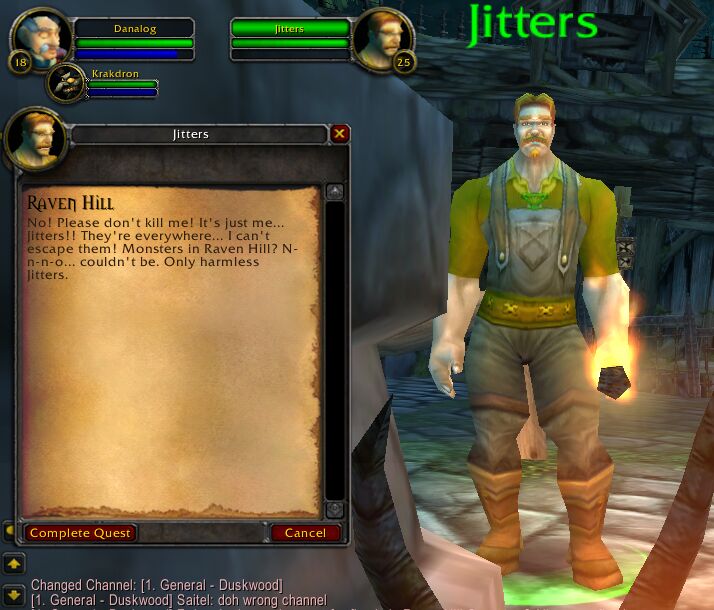 Danalog
18
Krakdron
Jitters
25
Jitters
Jitters
Raven Hill
No! Please don't kill me! It's just me...
Jitters!! They're everywhere... I can't
escape them! Monsters in Raven Hill? N-
n-n-o... couldn't be. Only harmless
Jitters.
Complete Quest
Cancel
Changed Channel: [1. General - Duskwood]
[1. General - Duskwood] Saitel: doh wrong channel